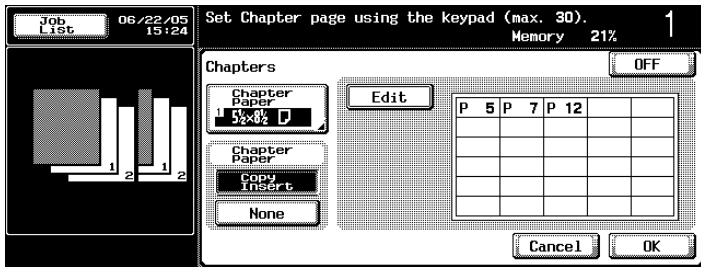 Job
List
06/22/05
15:24
Set Chapter page using the keypad (max. 30).
Memory 21%
1
Chapters
OFF
Chapter
Paper
1 5½×8½
Edit
P 5 P 7 P 12
Chapter
Paper
Copy
Insert
None
1 2 1 2
Cancel OK